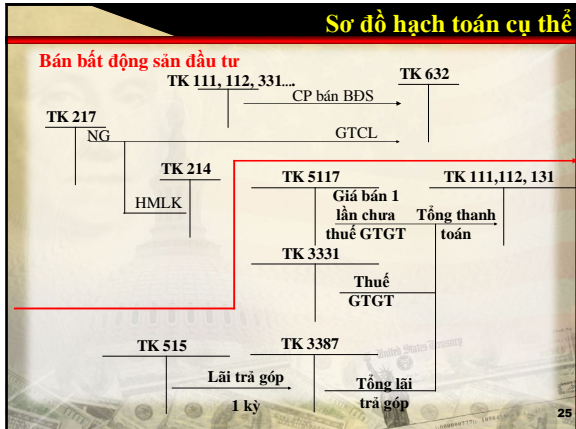 Sơ đồ hạch toán cụ thể
Bán bất động sản đầu tư
TK 111, 112, 331....
TK 632
CP bán BĐS
TK 217
NG
GTCL
TK 214
HMLK
TK 5117
TK 111,112, 131
Giá bán 1
lần chưa
thuế GTGT
Tổng thanh
toán
TK 3331
Thuế
GTGT
TK 515
TK 3387
Lãi trả góp
1 kỳ
Tổng lãi
trả góp
United States Treasury
25